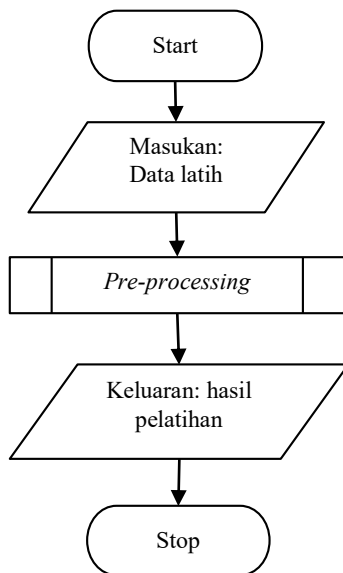 Start
Masukan:
Data latih
Pre-processing
Keluaran: hasil
pelatihan
Stop